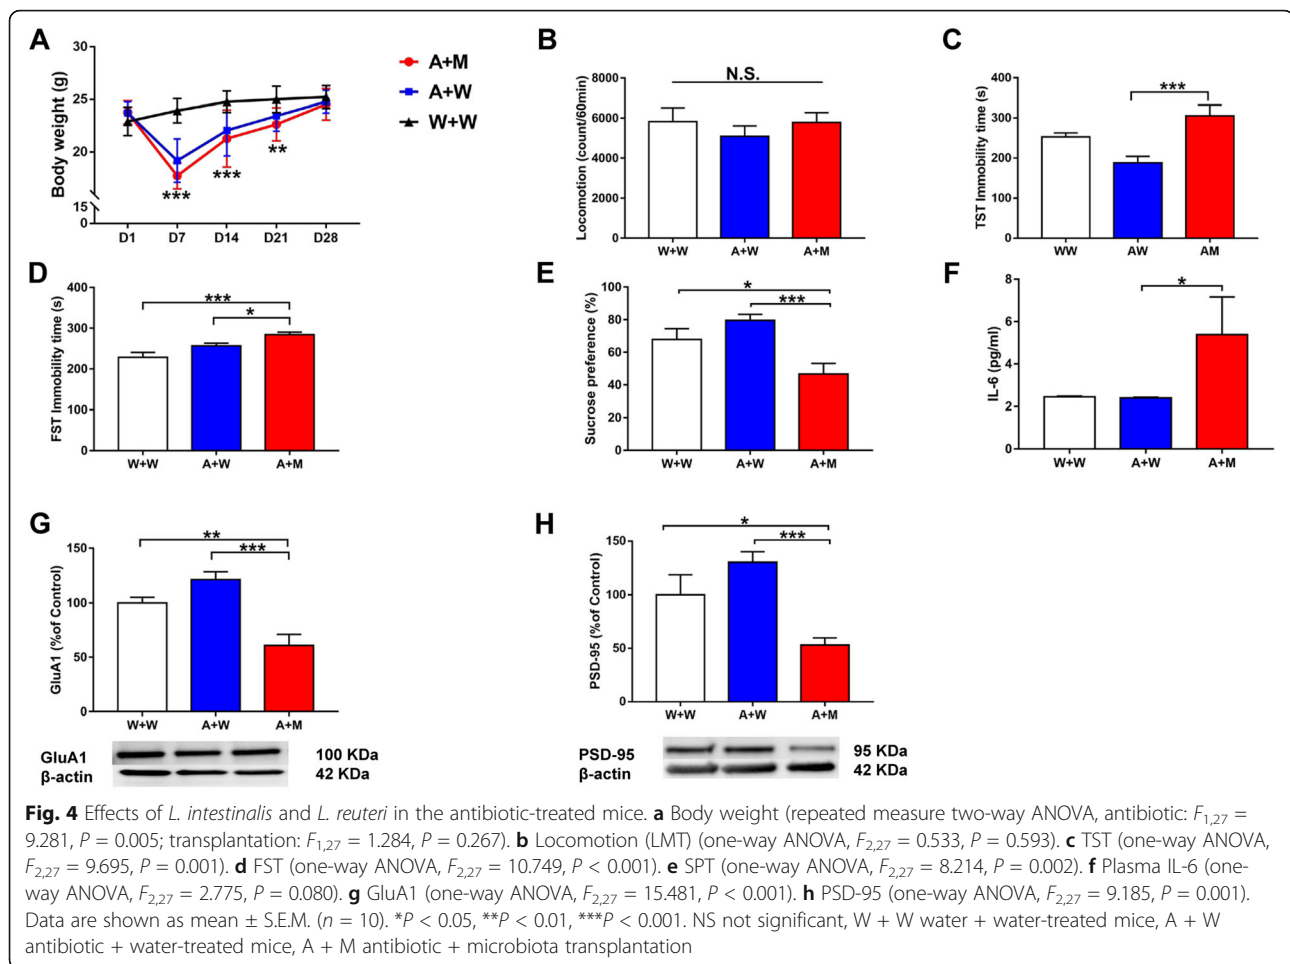 A
Body weight (g)
30
25
20
15
0
D1 D7 D14 D21 D28
*** *** **
A+M
A+W
W+W
B
Locomotion (count/60min)
8000
6000
4000
2000
0
N.S.
W+W A+W A+M
C
TST Immobility time (s)
400
300
200
100
0
***
WW AW AM
D
FST Immobility time (s)
400
300
200
100
0
***
*
W+W A+W A+M
E
Sucrose preference (%)
100
80
60
40
20
0
*
***
W+W A+W A+M
F
IL-6 (pg/ml)
8
6
4
2
0
*
W+W A+W A+M
G
GluA1 (%of Control)
150
100
50
0
**
***
W+W A+W A+M
GluA1 100 KDa
β-actin 42 KDa
H
PSD-95 (%of Control)
150
100
50
0
*
***
W+W A+W A+M
PSD-95 95 KDa
β-actin 42 KDa
Fig. 4 Effects of L. intestinalis and L. reuteri in the antibiotic-treated mice. a Body weight (repeated measure two-way ANOVA, antibiotic: F1,27 =
9.281, P = 0.005; transplantation: F1,27 = 1.284, P = 0.267). b Locomotion (LMT) (one-way ANOVA, F2,27 = 0.533, P = 0.593). c TST (one-way ANOVA,
F2,27 = 9.695, P = 0.001). d FST (one-way ANOVA, F2,27 = 10.749, P < 0.001). e SPT (one-way ANOVA, F2,27 = 8.214, P = 0.002). f Plasma IL-6 (one-
way ANOVA, F2,27 = 2.775, P = 0.080). g GluA1 (one-way ANOVA, F2,27 = 15.481, P < 0.001). h PSD-95 (one-way ANOVA, F2,27 = 9.185, P = 0.001).
Data are shown as mean ± S.E.M. (n = 10). *P < 0.05, **P < 0.01, ***P < 0.001. NS not significant, W + W water + water-treated mice, A + W
antibiotic + water-treated mice, A + M antibiotic + microbiota transplantation